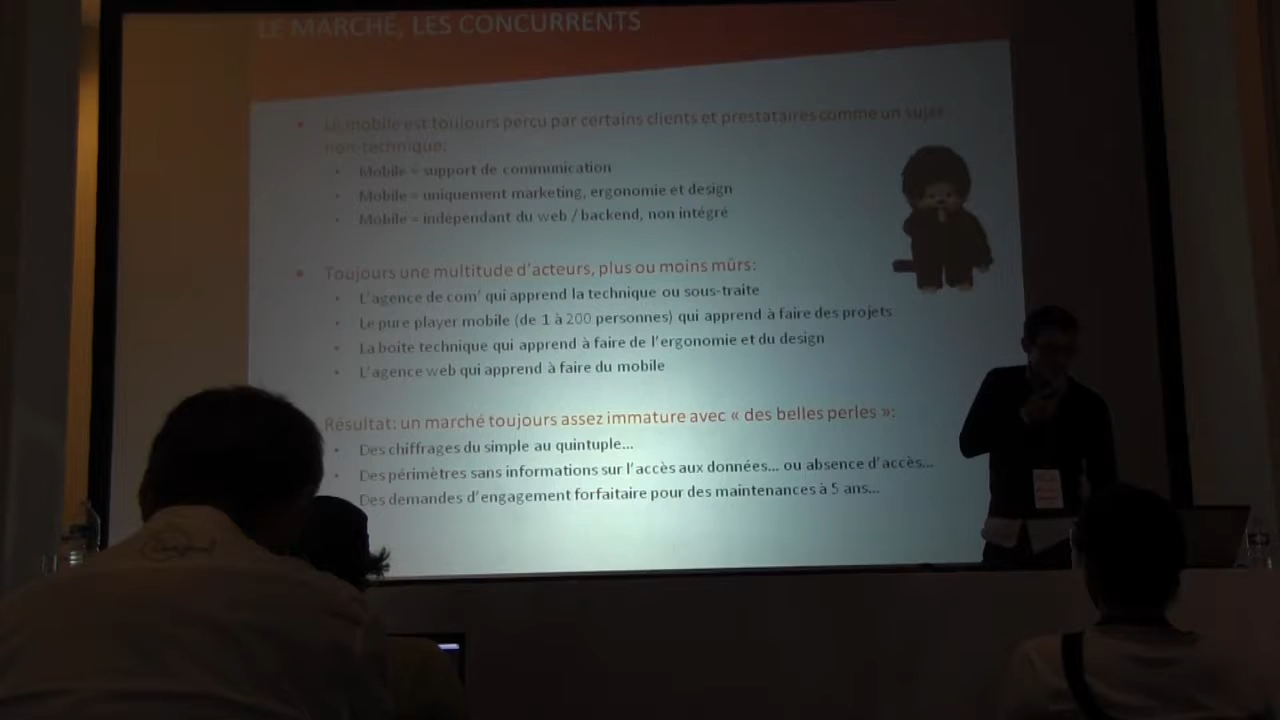 LE MARCHÉ, LES CONCURRENTS
Le mobile est toujours perçu par certains clients et prestataires comme un sujet
non-technique:
Mobile = support de communication
Mobile = uniquement marketing, ergonomie et design
Mobile = indépendant du web / backend, non intégré
Toujours une multitude d'acteurs, plus ou moins mûrs:
L'agence de com' qui apprend la technique ou sous-traite
Le pure player mobile (de 1 à 200 personnes) qui apprend à faire des projets
La boite technique qui apprend à faire de l'ergonomie et du design
L'agence web qui apprend à faire du mobile
Résultat: un marché toujours assez immature avec « des belles perles »:
Des chiffrages du simple au quintuple...
Des périmètres sans informations sur l'accès aux données... ou absence d'accès...
Des demandes d'engagement forfaitaire pour des maintenances à 5 ans...